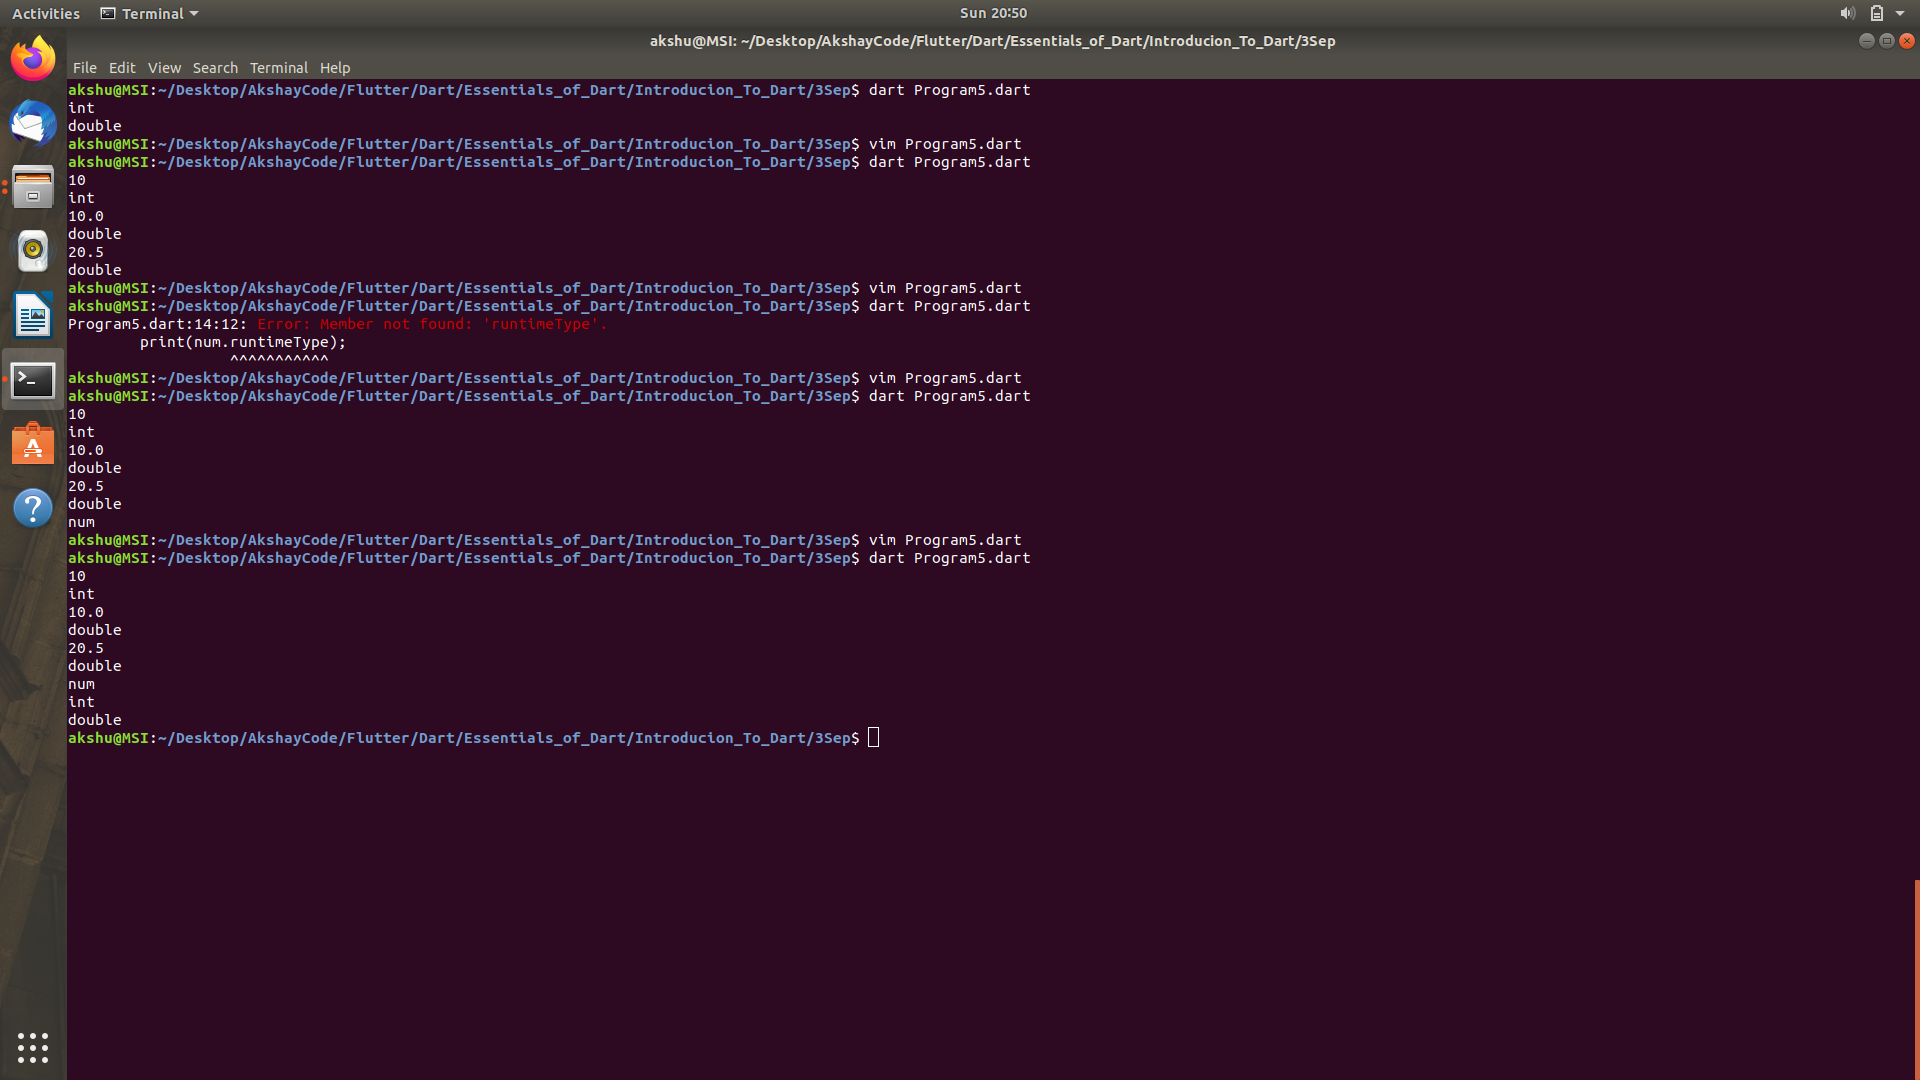 Activities Terminal Sun 20:50
akshu@MSI: ~/Desktop/AkshayCode/Flutter/Dart/Essentials_of_Dart/Introducion_To_Dart/3Sep
File Edit View Search Terminal Help
akshu@MSI:~/Desktop/AkshayCode/Flutter/Dart/Essentials_of_Dart/Introducion_To_Dart/3Sep$ dart Program5.dart
int
double
akshu@MSI:~/Desktop/AkshayCode/Flutter/Dart/Essentials_of_Dart/Introducion_To_Dart/3Sep$ vim Program5.dart
akshu@MSI:~/Desktop/AkshayCode/Flutter/Dart/Essentials_of_Dart/Introducion_To_Dart/3Sep$ dart Program5.dart
10
int
10.0
double
20.5
double
akshu@MSI:~/Desktop/AkshayCode/Flutter/Dart/Essentials_of_Dart/Introducion_To_Dart/3Sep$ vim Program5.dart
akshu@MSI:~/Desktop/AkshayCode/Flutter/Dart/Essentials_of_Dart/Introducion_To_Dart/3Sep$ dart Program5.dart
Program5.dart:14:12: Error: Member not found: 'runtimeType'.
        print(num.runtimeType);
                  ^^^^^^^^^^^
akshu@MSI:~/Desktop/AkshayCode/Flutter/Dart/Essentials_of_Dart/Introducion_To_Dart/3Sep$ vim Program5.dart
akshu@MSI:~/Desktop/AkshayCode/Flutter/Dart/Essentials_of_Dart/Introducion_To_Dart/3Sep$ dart Program5.dart
10
int
10.0
double
20.5
double
num
akshu@MSI:~/Desktop/AkshayCode/Flutter/Dart/Essentials_of_Dart/Introducion_To_Dart/3Sep$ vim Program5.dart
akshu@MSI:~/Desktop/AkshayCode/Flutter/Dart/Essentials_of_Dart/Introducion_To_Dart/3Sep$ dart Program5.dart
10
int
10.0
double
20.5
double
num
int
double
akshu@MSI:~/Desktop/AkshayCode/Flutter/Dart/Essentials_of_Dart/Introducion_To_Dart/3Sep$